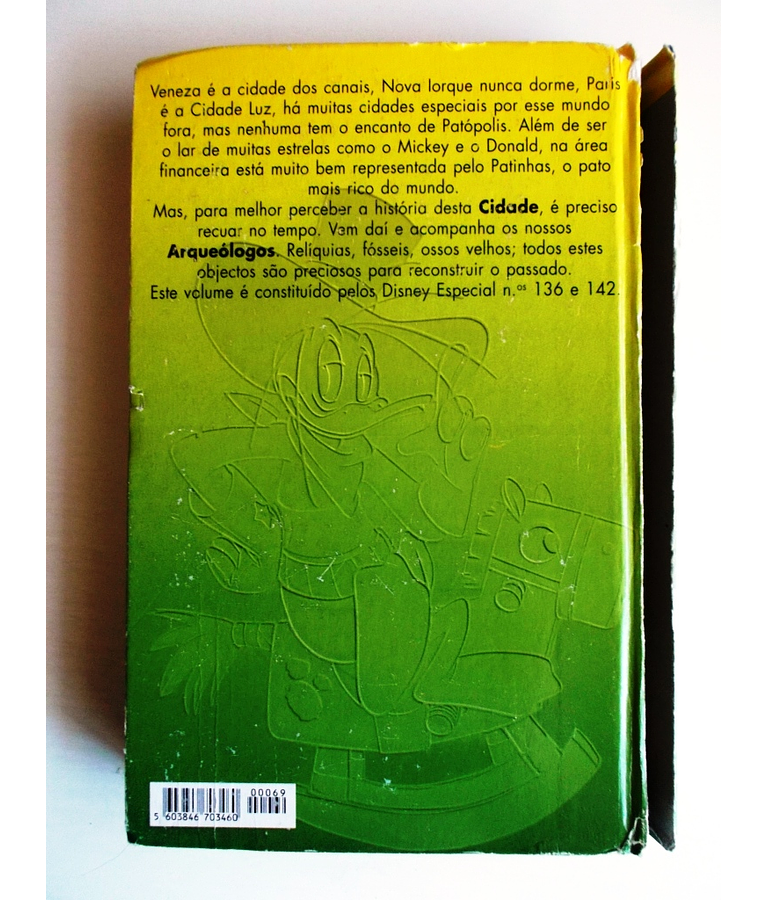 Veneza é a cidade dos canais, Nova Iorque nunca dorme, Paris
é a Cidade Luz, há muitas cidades especiais por esse mundo
fora, mas nenhuma tem o encanto de Patópolis. Além de ser
o lar de muitas estrelas como o Mickey e o Donald, na área
financeira está muito bem representada pelo Patinhas, o pato
mais rico do mundo.
Mas, para melhor perceber a história desta Cidade, é preciso
recuar no tempo. Vem daí e acompanha os nossos
Arqueólogos. Relíquias, fósseis, ossos velhos; todos estes
objectos são preciosos para reconstruir o passado.
Este volume é constituído pelos Disney Especial n.ºs 136 e 142.
00069
5 603846 703460